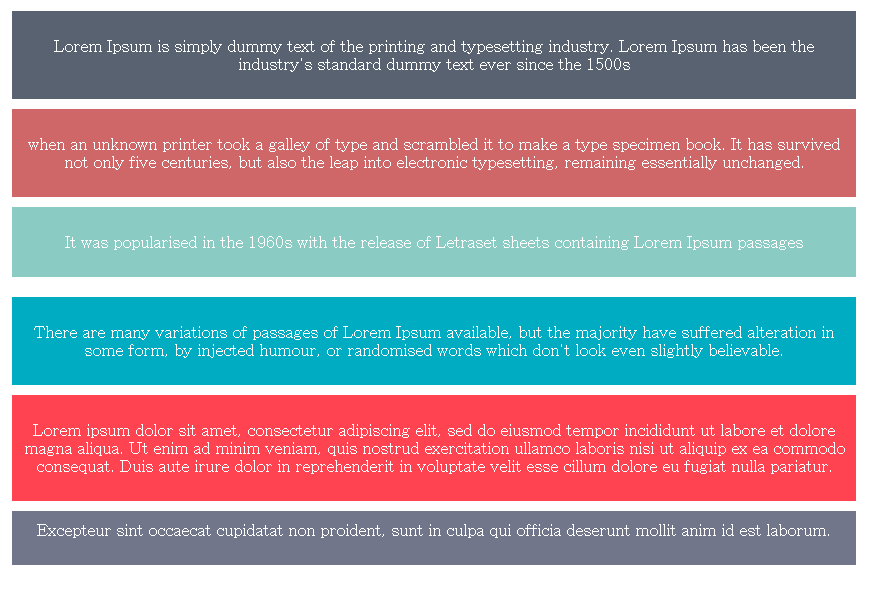 Lorem Ipsum is simply dummy text of the printing and typesetting industry. Lorem Ipsum has been the
industry's standard dummy text ever since the 1500s
when an unknown printer took a galley of type and scrambled it to make a type specimen book. It has survived
not only five centuries, but also the leap into electronic typesetting, remaining essentially unchanged.
It was popularised in the 1960s with the release of Letraset sheets containing Lorem Ipsum passages
There are many variations of passages of Lorem Ipsum available, but the majority have suffered alteration in
some form, by injected humour, or randomised words which don't look even slightly believable.
Lorem ipsum dolor sit amet, consectetur adipiscing elit, sed do eiusmod tempor incididunt ut labore et dolore
magna aliqua. Ut enim ad minim veniam, quis nostrud exercitation ullamco laboris nisi ut aliquip ex ea commodo
consequat. Duis aute irure dolor in reprehenderit in voluptate velit esse cillum dolore eu fugiat nulla pariatur.
Excepteur sint occaecat cupidatat non proident, sunt in culpa qui officia deserunt mollit anim id est laborum.